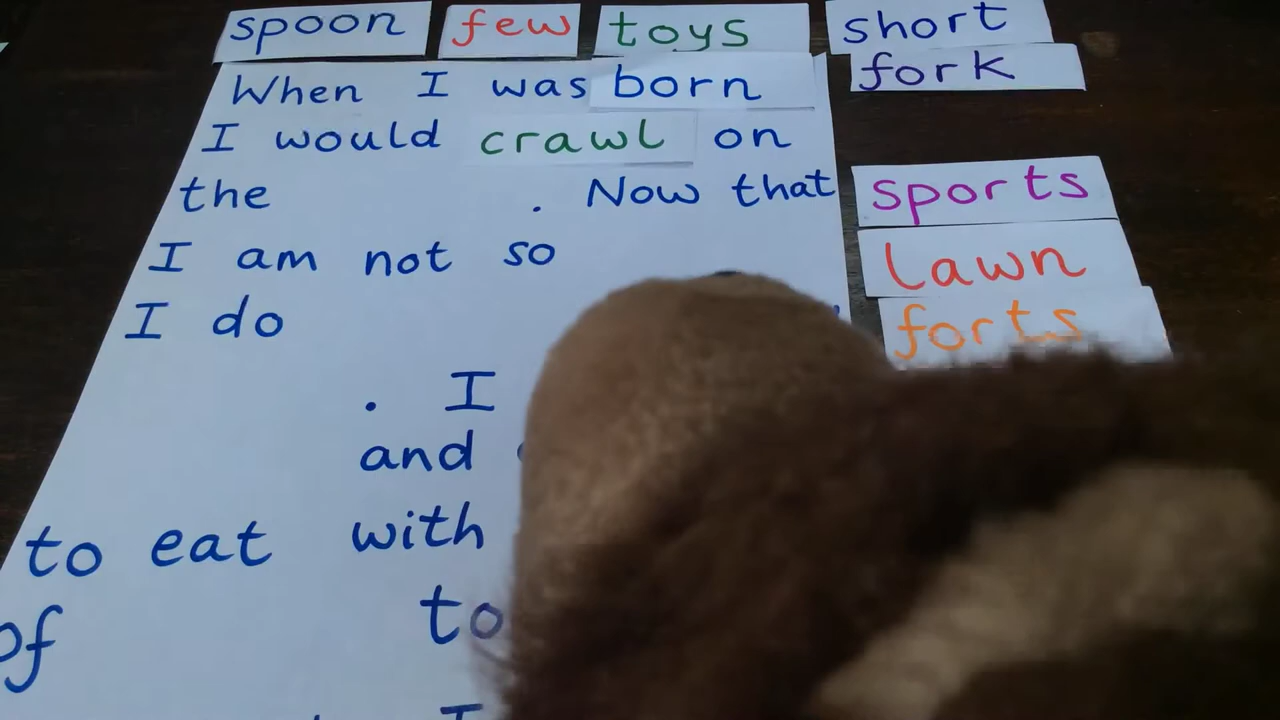 spoon few toys short
fork
When I was born
I would crawl on
the . Now that
I am not so
I do
. I
and
to eat with
of to
I
sports
lawn
forts